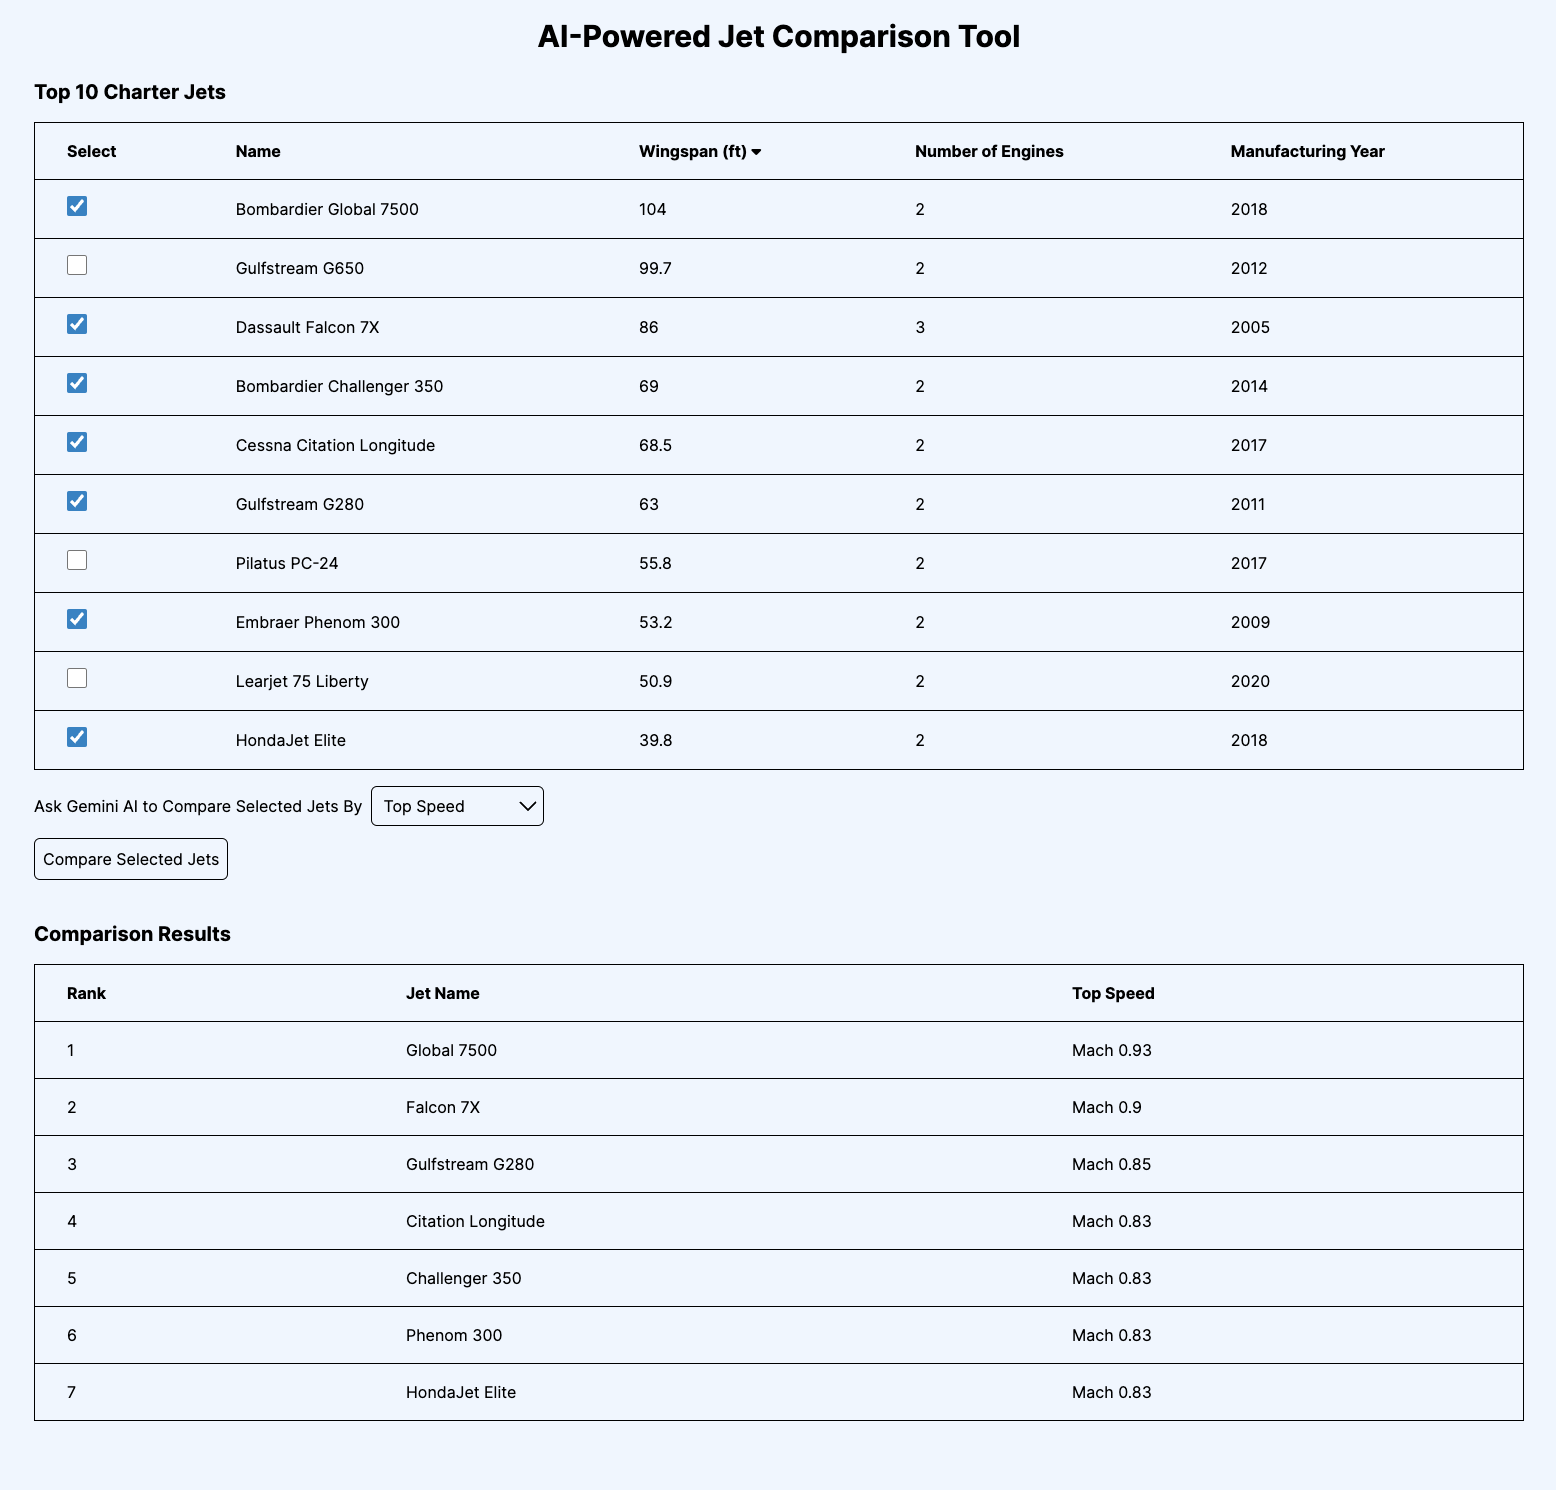 AI-Powered Jet Comparison Tool
Top 10 Charter Jets
Select Name Wingspan (ft) Number of Engines Manufacturing Year
Bombardier Global 7500 104 2 2018
Gulfstream G650 99.7 2 2012
Dassault Falcon 7X 86 3 2005
Bombardier Challenger 350 69 2 2014
Cessna Citation Longitude 68.5 2 2017
Gulfstream G280 63 2 2011
Pilatus PC-24 55.8 2 2017
Embraer Phenom 300 53.2 2 2009
Learjet 75 Liberty 50.9 2 2020
HondaJet Elite 39.8 2 2018
Ask Gemini AI to Compare Selected Jets By Top Speed
Compare Selected Jets
Comparison Results
Rank Jet Name Top Speed
1 Global 7500 Mach 0.93
2 Falcon 7X Mach 0.9
3 Gulfstream G280 Mach 0.85
4 Citation Longitude Mach 0.83
5 Challenger 350 Mach 0.83
6 Phenom 300 Mach 0.83
7 HondaJet Elite Mach 0.83